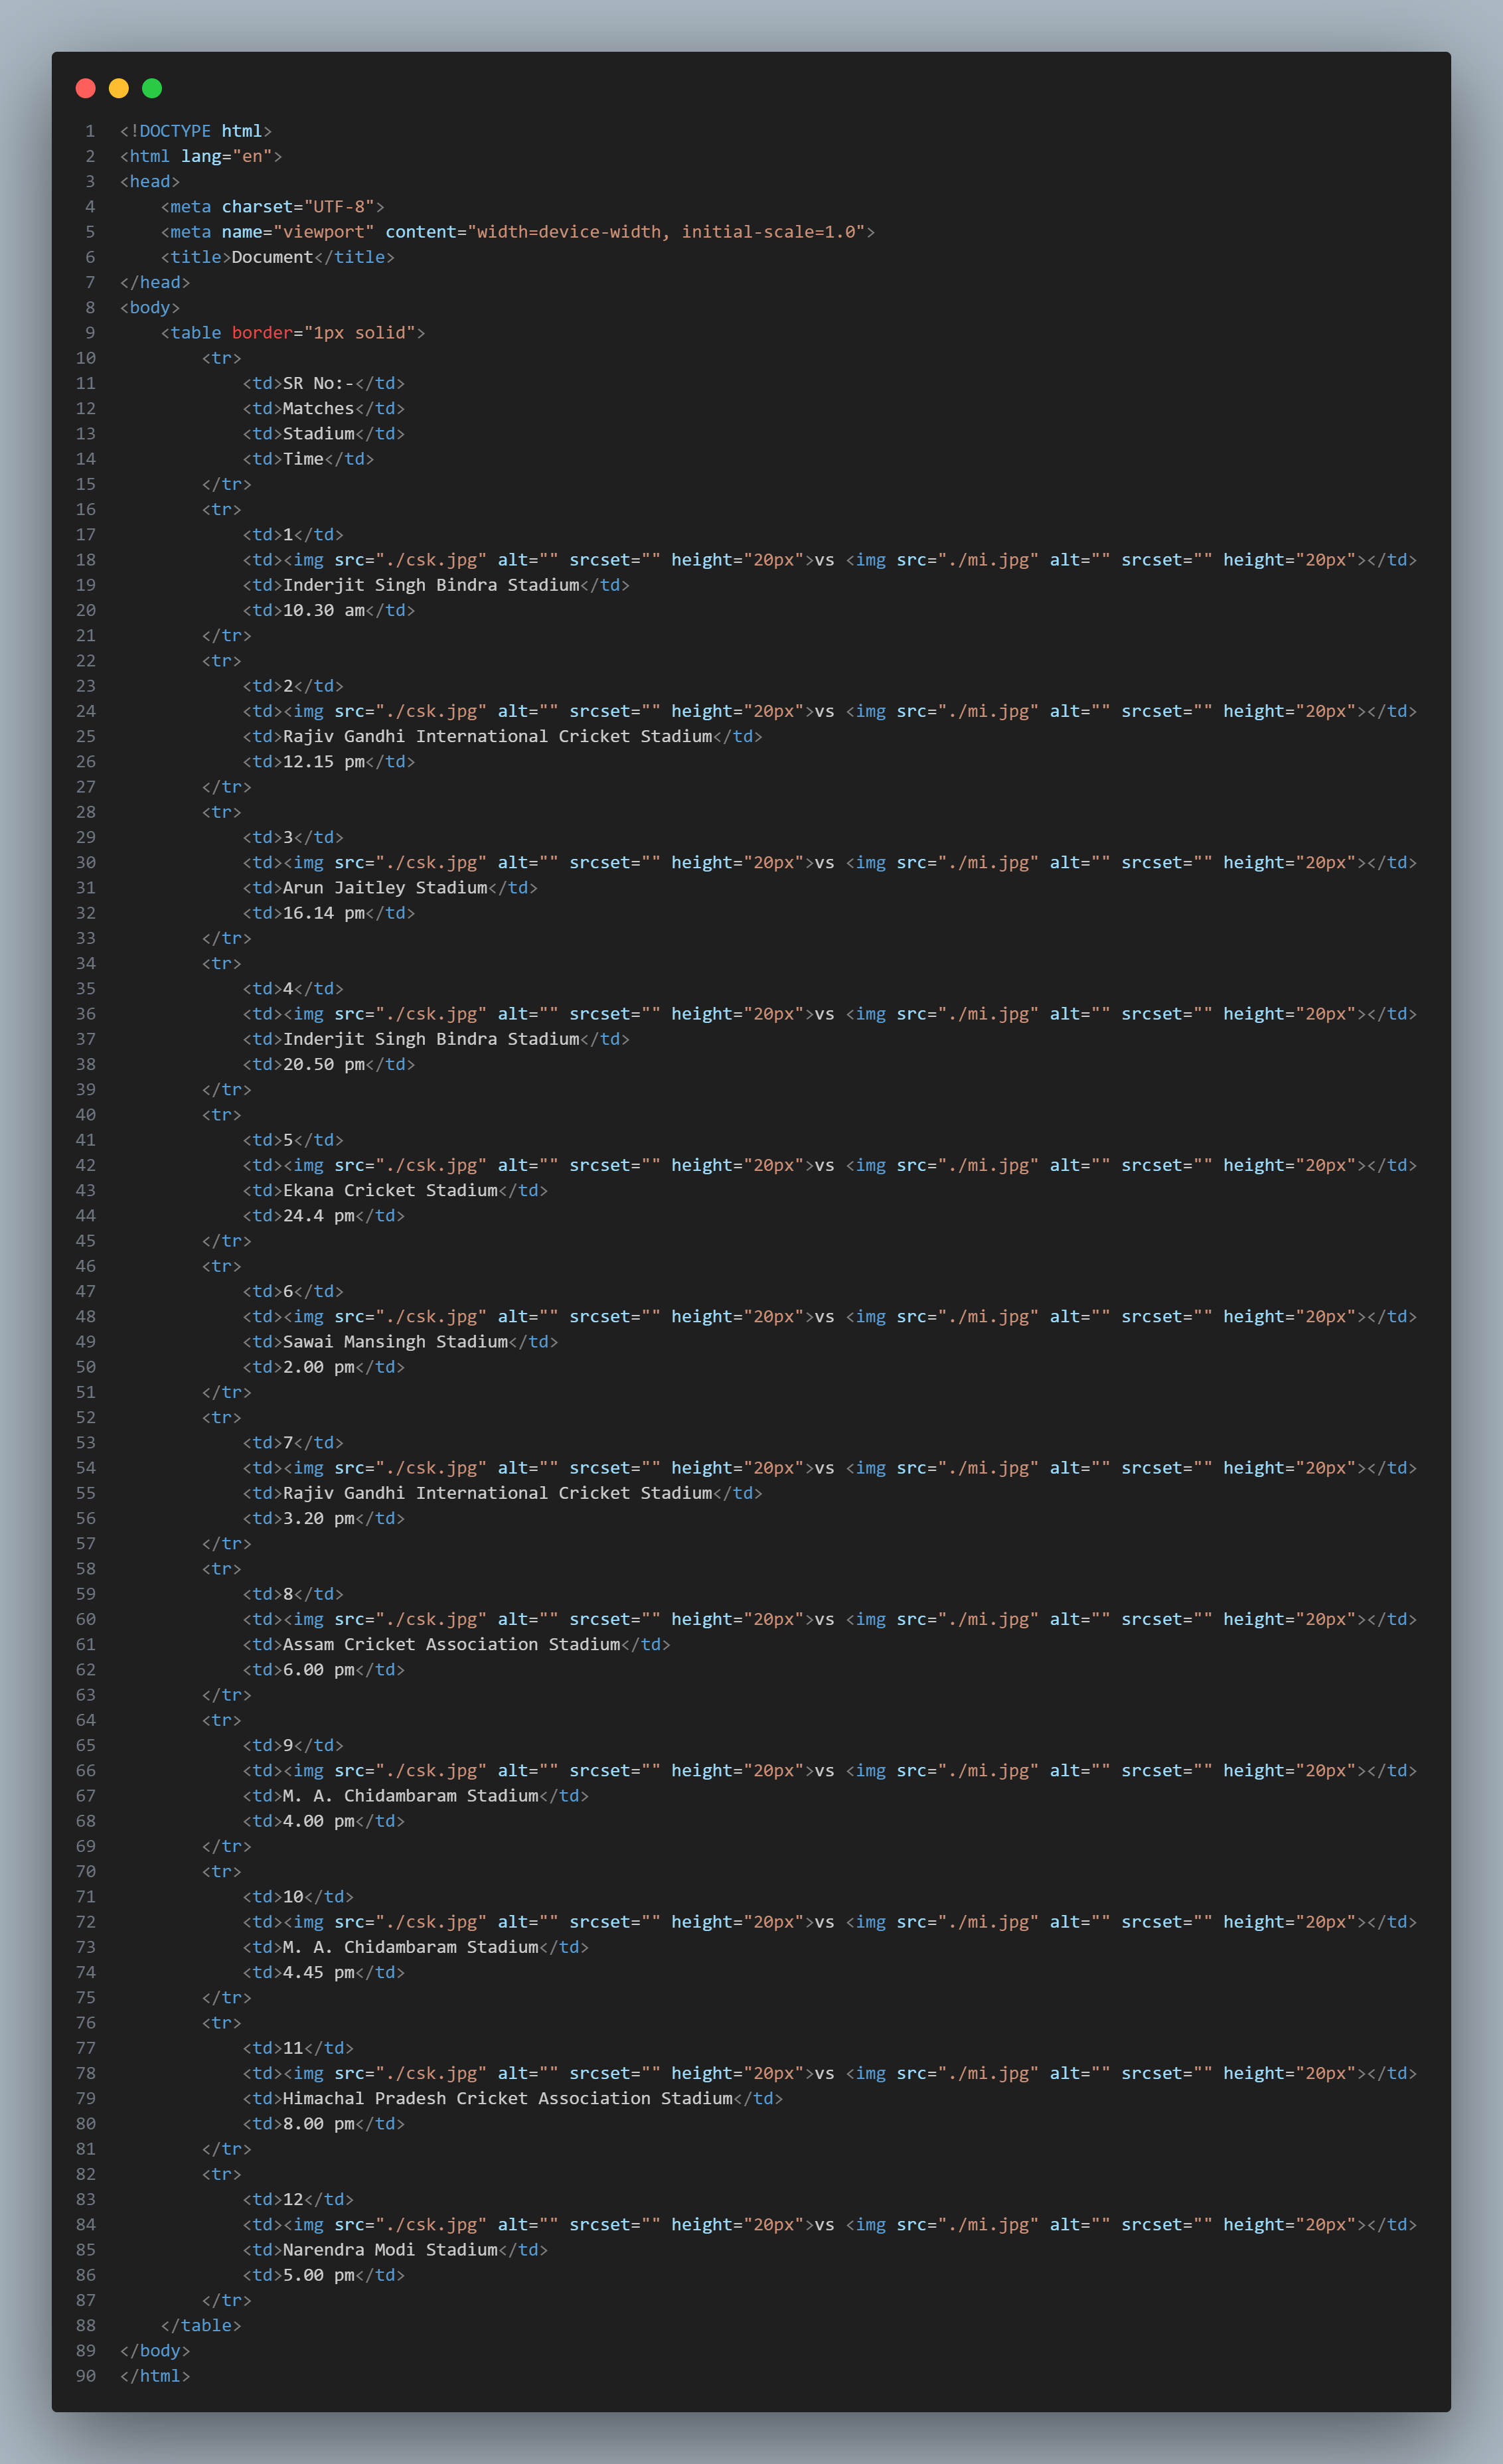 1 <!DOCTYPE html>
2 <html lang="en">
3 <head>
4     <meta charset="UTF-8">
5     <meta name="viewport" content="width=device-width, initial-scale=1.0">
6     <title>Document</title>
7 </head>
8 <body>
9     <table border="1px solid">
10         <tr>
11             <td>SR No:-</td>
12             <td>Matches</td>
13             <td>Stadium</td>
14             <td>Time</td>
15         </tr>
16         <tr>
17             <td>1</td>
18             <td><img src="./csk.jpg" alt="" srcset="" height="20px">vs <img src="./mi.jpg" alt="" srcset="" height="20px"></td>
19             <td>Inderjit Singh Bindra Stadium</td>
20             <td>10.30 am</td>
21         </tr>
22         <tr>
23             <td>2</td>
24             <td><img src="./csk.jpg" alt="" srcset="" height="20px">vs <img src="./mi.jpg" alt="" srcset="" height="20px"></td>
25             <td>Rajiv Gandhi International Cricket Stadium</td>
26             <td>12.15 pm</td>
27         </tr>
28         <tr>
29             <td>3</td>
30             <td><img src="./csk.jpg" alt="" srcset="" height="20px">vs <img src="./mi.jpg" alt="" srcset="" height="20px"></td>
31             <td>Arun Jaitley Stadium</td>
32             <td>16.14 pm</td>
33         </tr>
34         <tr>
35             <td>4</td>
36             <td><img src="./csk.jpg" alt="" srcset="" height="20px">vs <img src="./mi.jpg" alt="" srcset="" height="20px"></td>
37             <td>Inderjit Singh Bindra Stadium</td>
38             <td>20.50 pm</td>
39         </tr>
40         <tr>
41             <td>5</td>
42             <td><img src="./csk.jpg" alt="" srcset="" height="20px">vs <img src="./mi.jpg" alt="" srcset="" height="20px"></td>
43             <td>Ekana Cricket Stadium</td>
44             <td>24.4 pm</td>
45         </tr>
46         <tr>
47             <td>6</td>
48             <td><img src="./csk.jpg" alt="" srcset="" height="20px">vs <img src="./mi.jpg" alt="" srcset="" height="20px"></td>
49             <td>Sawai Mansingh Stadium</td>
50             <td>2.00 pm</td>
51         </tr>
52         <tr>
53             <td>7</td>
54             <td><img src="./csk.jpg" alt="" srcset="" height="20px">vs <img src="./mi.jpg" alt="" srcset="" height="20px"></td>
55             <td>Rajiv Gandhi International Cricket Stadium</td>
56             <td>3.20 pm</td>
57         </tr>
58         <tr>
59             <td>8</td>
60             <td><img src="./csk.jpg" alt="" srcset="" height="20px">vs <img src="./mi.jpg" alt="" srcset="" height="20px"></td>
61             <td>Assam Cricket Association Stadium</td>
62             <td>6.00 pm</td>
63         </tr>
64         <tr>
65             <td>9</td>
66             <td><img src="./csk.jpg" alt="" srcset="" height="20px">vs <img src="./mi.jpg" alt="" srcset="" height="20px"></td>
67             <td>M. A. Chidambaram Stadium</td>
68             <td>4.00 pm</td>
69         </tr>
70         <tr>
71             <td>10</td>
72             <td><img src="./csk.jpg" alt="" srcset="" height="20px">vs <img src="./mi.jpg" alt="" srcset="" height="20px"></td>
73             <td>M. A. Chidambaram Stadium</td>
74             <td>4.45 pm</td>
75         </tr>
76         <tr>
77             <td>11</td>
78             <td><img src="./csk.jpg" alt="" srcset="" height="20px">vs <img src="./mi.jpg" alt="" srcset="" height="20px"></td>
79             <td>Himachal Pradesh Cricket Association Stadium</td>
80             <td>8.00 pm</td>
81         </tr>
82         <tr>
83             <td>12</td>
84             <td><img src="./csk.jpg" alt="" srcset="" height="20px">vs <img src="./mi.jpg" alt="" srcset="" height="20px"></td>
85             <td>Narendra Modi Stadium</td>
86             <td>5.00 pm</td>
87         </tr>
88     </table>
89 </body>
90 </html>